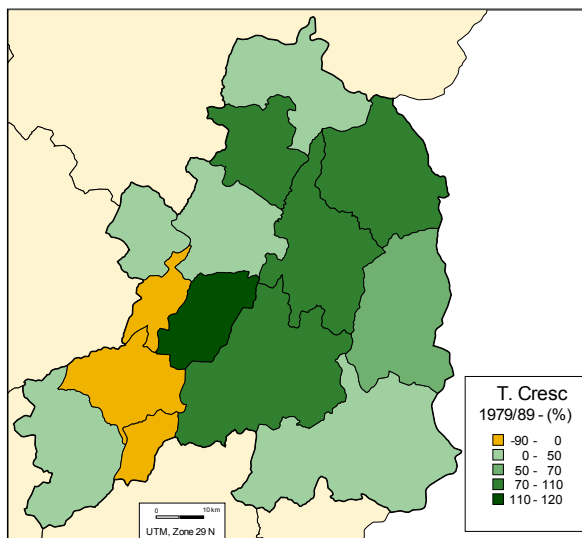 T. Cresc
1979/89 - (%)
-90 - 0
0 - 50
50 - 70
70 - 110
110 - 120
0 10 km
UTM, Zone 29 N